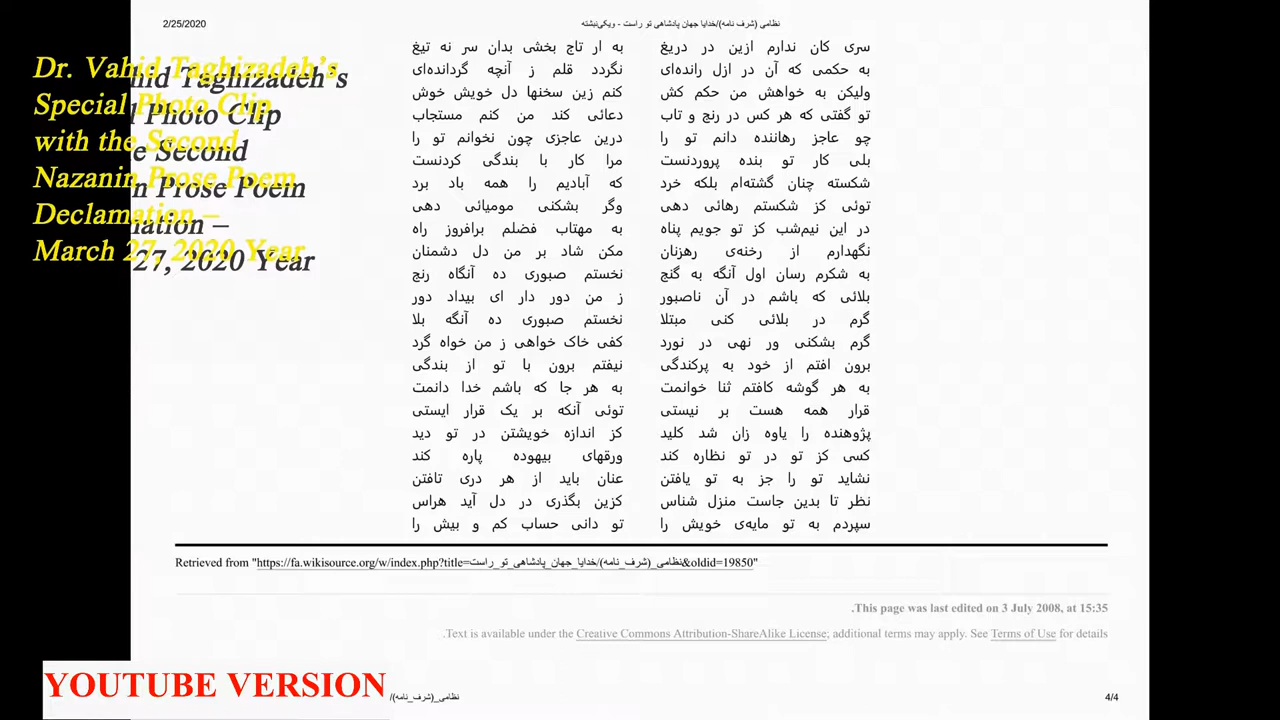 2/25/2020
نظامی (شرف نامه)/خدایا جهان پادشاهی تو راست - ویکی‌نبشته
Dr. Vahid Taghizadeh's
Special Photo Clip
with the Second
Nazanin Prose Poem
Declamation –
March 27, 2020 Year
سری کان ندارم ازین در دریغ به ار تاج بخشی بدان سر نه تیغ
به حکمی که آن در ازل رانده‌ای نگردد قلم ز آنچه گردانده‌ای
ولیکن به خواهش من حکم کش کنم زین سخنها دل خویش خوش
تو گفتی که هر کس در رنج و تاب دعائی کند من کنم مستجاب
چو عاجز رهاننده دانم تو را درین عاجزی چون نخوانم تو را
بلی کار تو بنده پروردنست مرا کار با بندگی کردنست
شکسته چنان گشته‌ام بلکه خرد که آبادیم را همه باد برد
توئی کز شکستم رهائی دهی وگر بشکنی مومیائی دهی
در این نیم‌شب کز تو جویم پناه به مهتاب فضلم برافروز راه
نگهدارم از رخنه‌ی رهزنان مکن شاد بر من دل دشمنان
به شکرم رسان اول آنگه به گنج نخستم صبوری ده آنگاه رنج
بلائی که باشم در آن ناصبور ز من دور دار ای بیداد دور
گرم در بلائی کنی مبتلا نخستم صبوری ده آنگه بلا
گرم بشکنی ور نهی در نورد کفی خاک خواهی ز من خواه گرد
برون افتم از خود به پرکندگی نیفتم برون با تو از بندگی
به هر گوشه کافتم ثنا خوانمت به هر جا که باشم خدا دانمت
قرار همه هست بر نیستی توئی آنکه بر یک قرار ایستی
پژوهنده را یاوه زان شد کلید کز اندازه خویشتن در تو دید
کسی کز تو در تو نظاره کند ورقهای بیهوده پاره کند
نشاید تو را جز به تو یافتن عنان باید از هر دری تافتن
نظر تا بدین جاست منزل شناس کزین بگذری در دل آید هراس
سپردم به تو مایه‌ی خویش را تو دانی حساب کم و بیش را
Retrieved from "https://fa.wikisource.org/w/index.php?title=نظامی_(شرف_نامه)/خدایا_جهان_پادشاهی_تو_راست&oldid=19850"
.This page was last edited on 3 July 2008, at 15:35
.Text is available under the Creative Commons Attribution-ShareAlike License; additional terms may apply. See Terms of Use for details
YOUTUBE VERSION
نظامی_(شرف_نامه)/
4/4